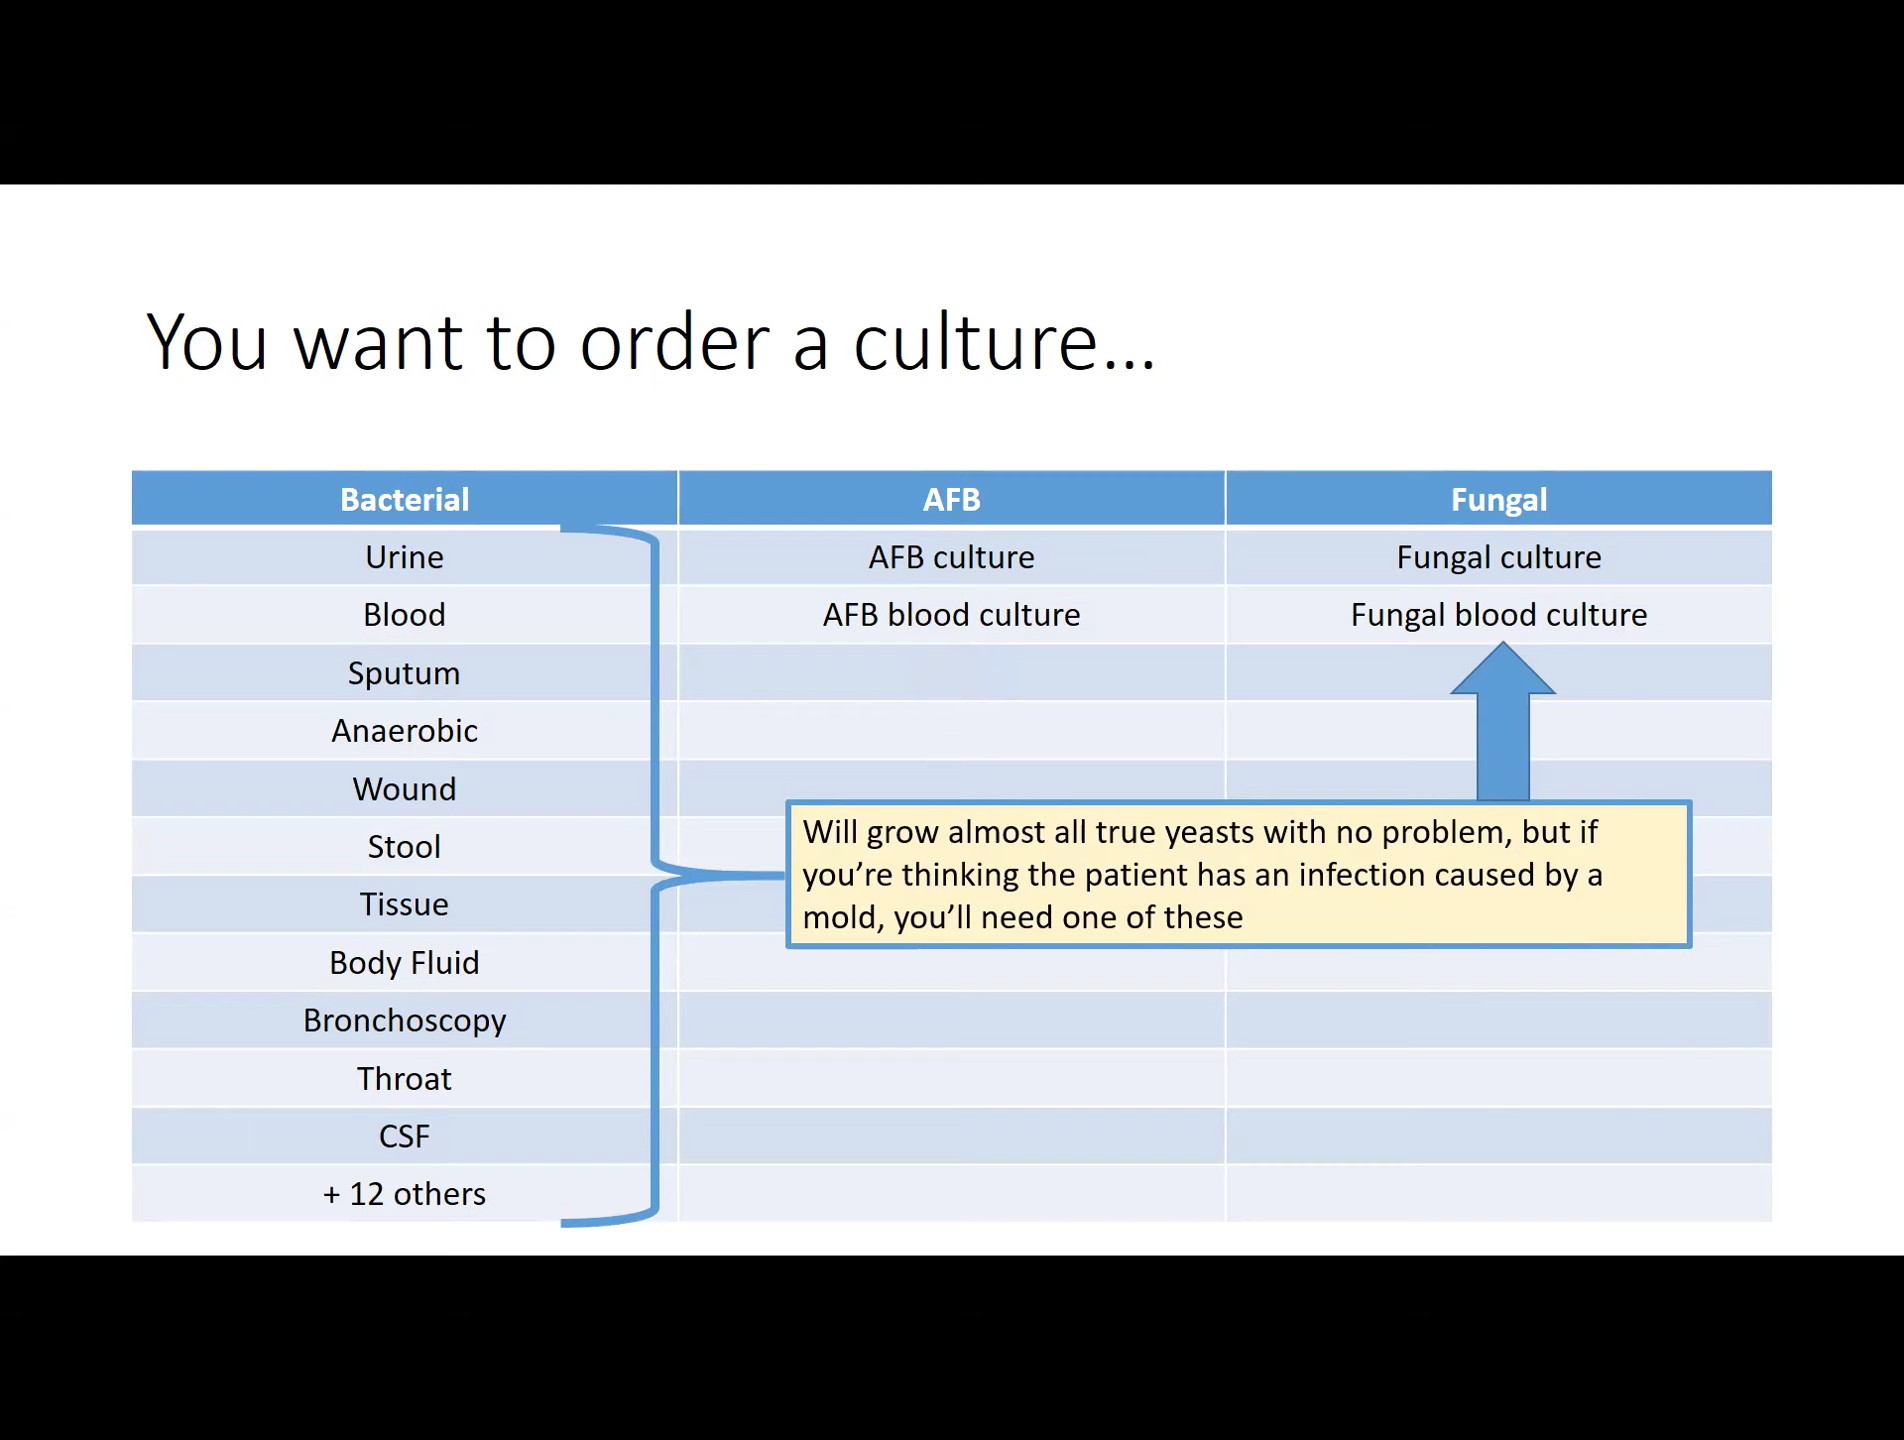 You want to order a culture...
Bacterial AFB Fungal
Urine AFB culture Fungal culture
Blood AFB blood culture Fungal blood culture
Sputum
Anaerobic
Wound
Stool
Will grow almost all true yeasts with no problem, but if
you're thinking the patient has an infection caused by a
mold, you'll need one of these
Tissue
Body Fluid
Bronchoscopy
Throat
CSF
+ 12 others